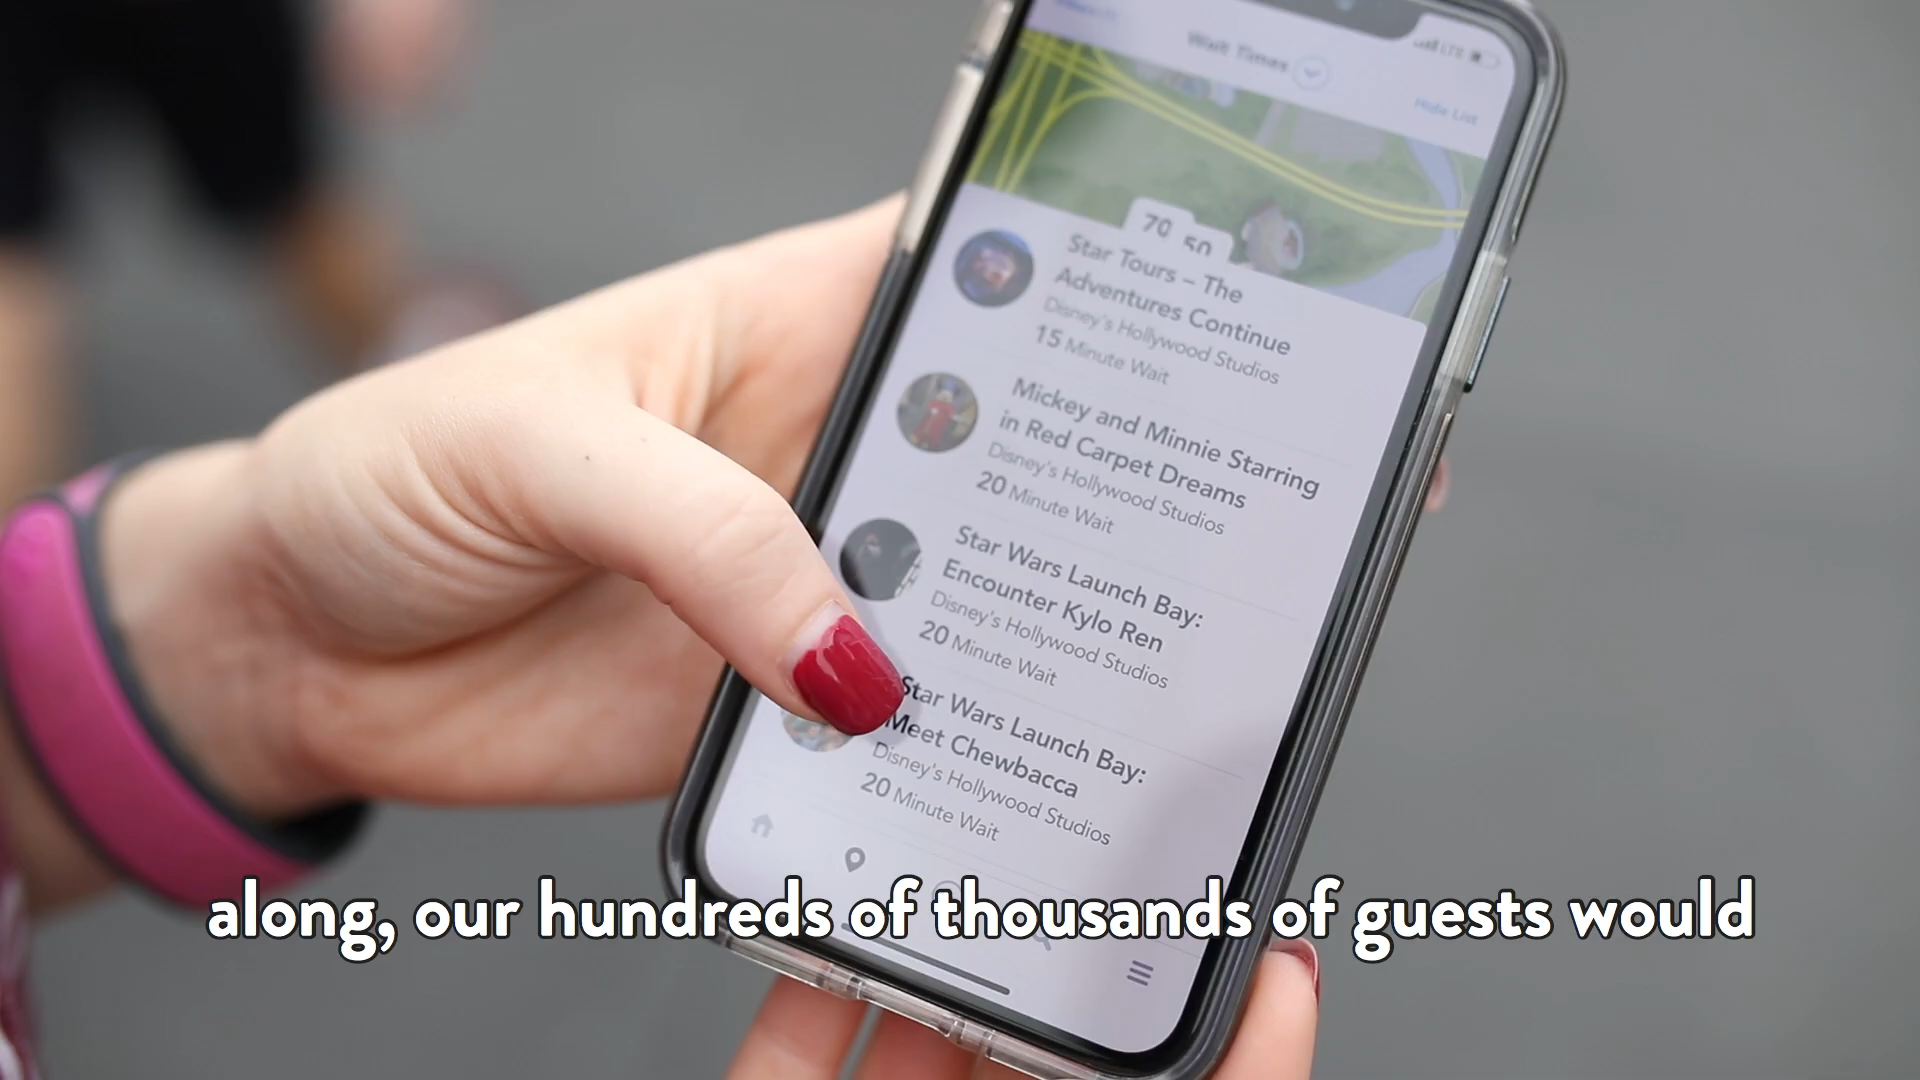 LTE
Wait Times
Hide List
70
50
Star Tours – The
Adventures Continue
Disney's Hollywood Studios
15 Minute Wait
Mickey and Minnie Starring
in Red Carpet Dreams
Disney's Hollywood Studios
20 Minute Wait
Star Wars Launch Bay:
Encounter Kylo Ren
Disney's Hollywood Studios
20 Minute Wait
Star Wars Launch Bay:
Meet Chewbacca
Disney's Hollywood Studios
20 Minute Wait
along, our hundreds of thousands of guests would